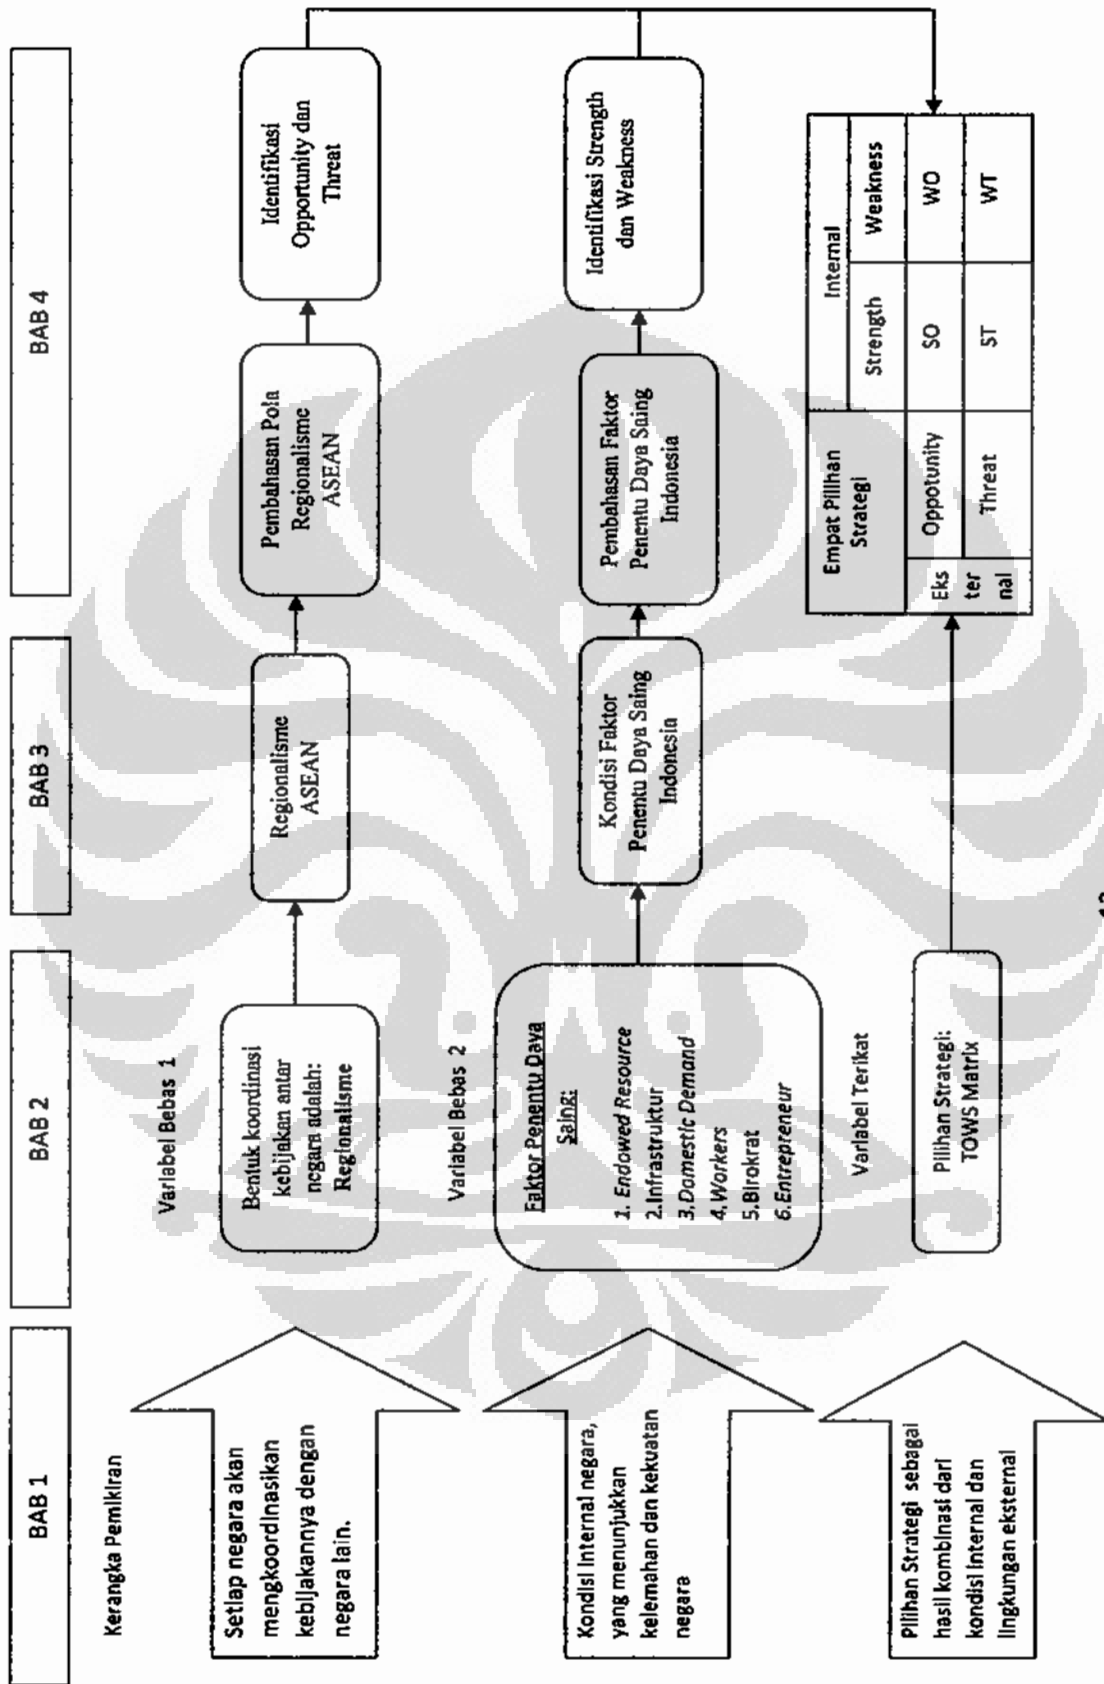 BAB 1
BAB 2
BAB 3
BAB 4
Kerangka Pemikiran
Setiap negara akan
mengkoordinasikan
kebijakannya dengan
negara lain.
Variabel Bebas 1
Bentuk koordinasi
kebijakan antar
negara adalah:
Regionalisme
Regionalisme
ASEAN
Pembahasan Pola
Regionalisme
ASEAN
Identifikasi
Opportunity dan
Threat
Kondisi Internal negara,
yang menunjukkan
kelemahan dan kekuatan
negara
Variabel Bebas 2
Faktor Penentu Daya
Saing:
1. Endowed Resource
2.Infrastruktur
3.Domestic Demand
4.Workers
5.Birokrat
6.Entrepreneur
Kondisi Faktor
Penentu Daya Saing
Indonesia
Pembahasan Faktor
Penentu Daya Saing
Indonesia
Identifikasi Strength
dan Weakness
Pilihan Strategi sebagai
hasil kombinasi dari
kondisi internal dan
lingkungan eksternal
Variabel Terikat
Pilihan Strategi:
TOWS Matrix
Empat Pilihan
Strategi
Internal
Strength
Weakness
Eks
ter
nal
Oppotunity
SO
WO
Threat
ST
WT